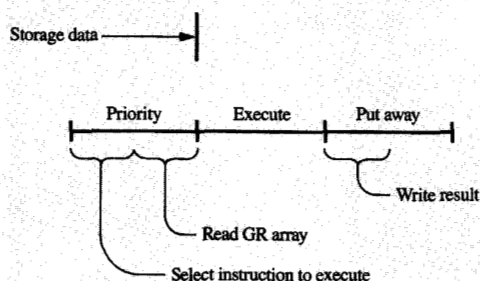 Storage data
Priority
Execute
Put away
Write result
Read GR array
Select instruction to execute